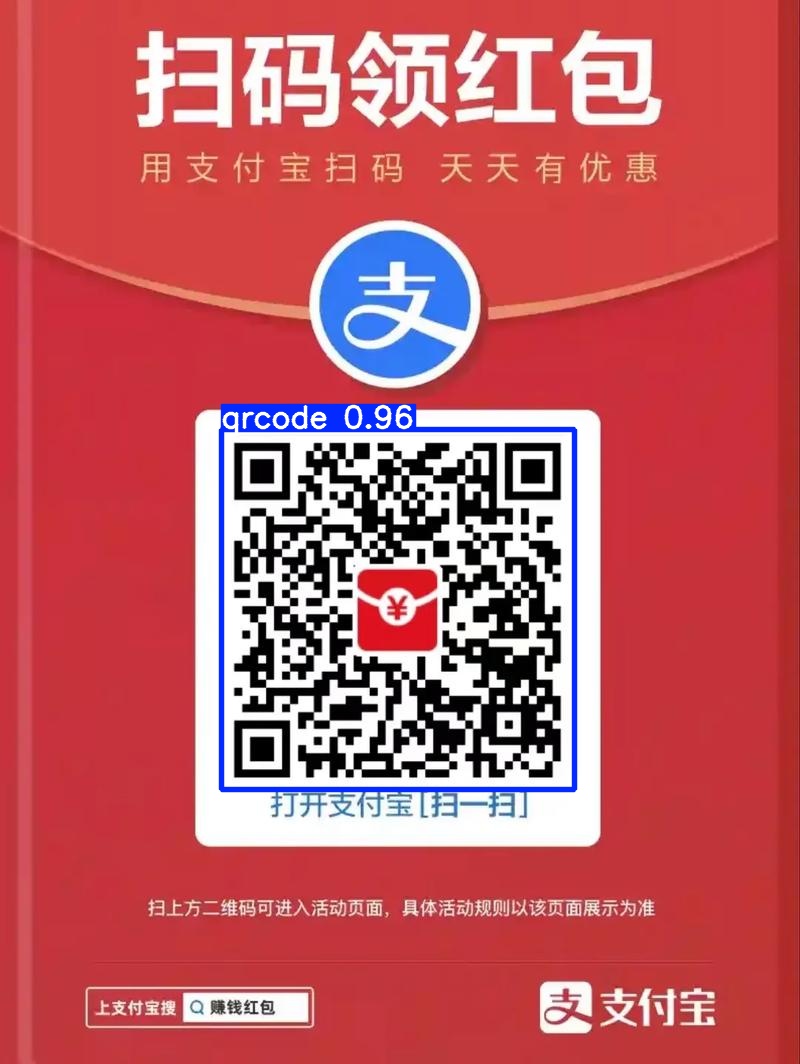 扫码领红包
用支付宝扫码 天天有优惠
支
qrcode 0.96
¥
打开支付宝[扫一扫]
扫上方二维码可进入活动页面，具体活动规则以该页面展示为准
上支付宝搜 赚钱红包
支 支付宝